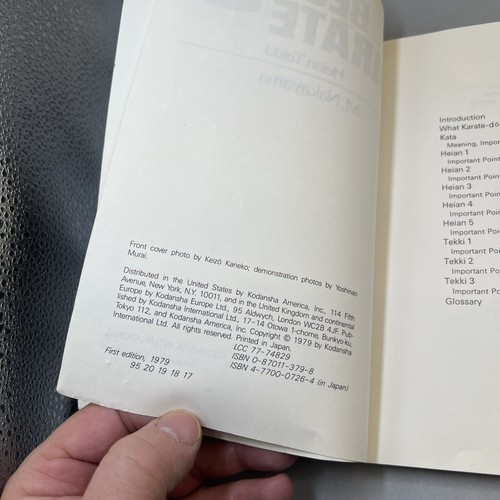 Front cover photo by Keizō Kaneko; demonstration photos by Yoshinao
Murai.
Distributed in the United States by Kodansha America, Inc., 114 Fifth
Avenue, New York, N.Y. 10011, and in the United Kingdom and continental
Europe by Kodansha Europe Ltd., 95 Aldwych, London WC2B 4JF. Pub-
lished by Kodansha International Ltd., 17–14 Otowa 1-chome, Bunkyo-ku,
Tokyo 112, and Kodansha America, Inc. Copyright © 1979 by Kodansha
International Ltd. All rights reserved. Printed in Japan.
LCC 77-74829
ISBN 0-87011-379-8
ISBN 4-7700-0726-4 (in Japan)
First edition, 1979
95 20 19 18 17
Introduction
What Karate-dō
Kata
Meaning, Impor
Heian 1
Important Poin
Heian 2
Important Point
Heian 3
Important Point
Heian 4
Important Point
Heian 5
Important Point
Tekki 1
Important Point
Tekki 2
Important Point
Tekki 3
Important Point
Glossary